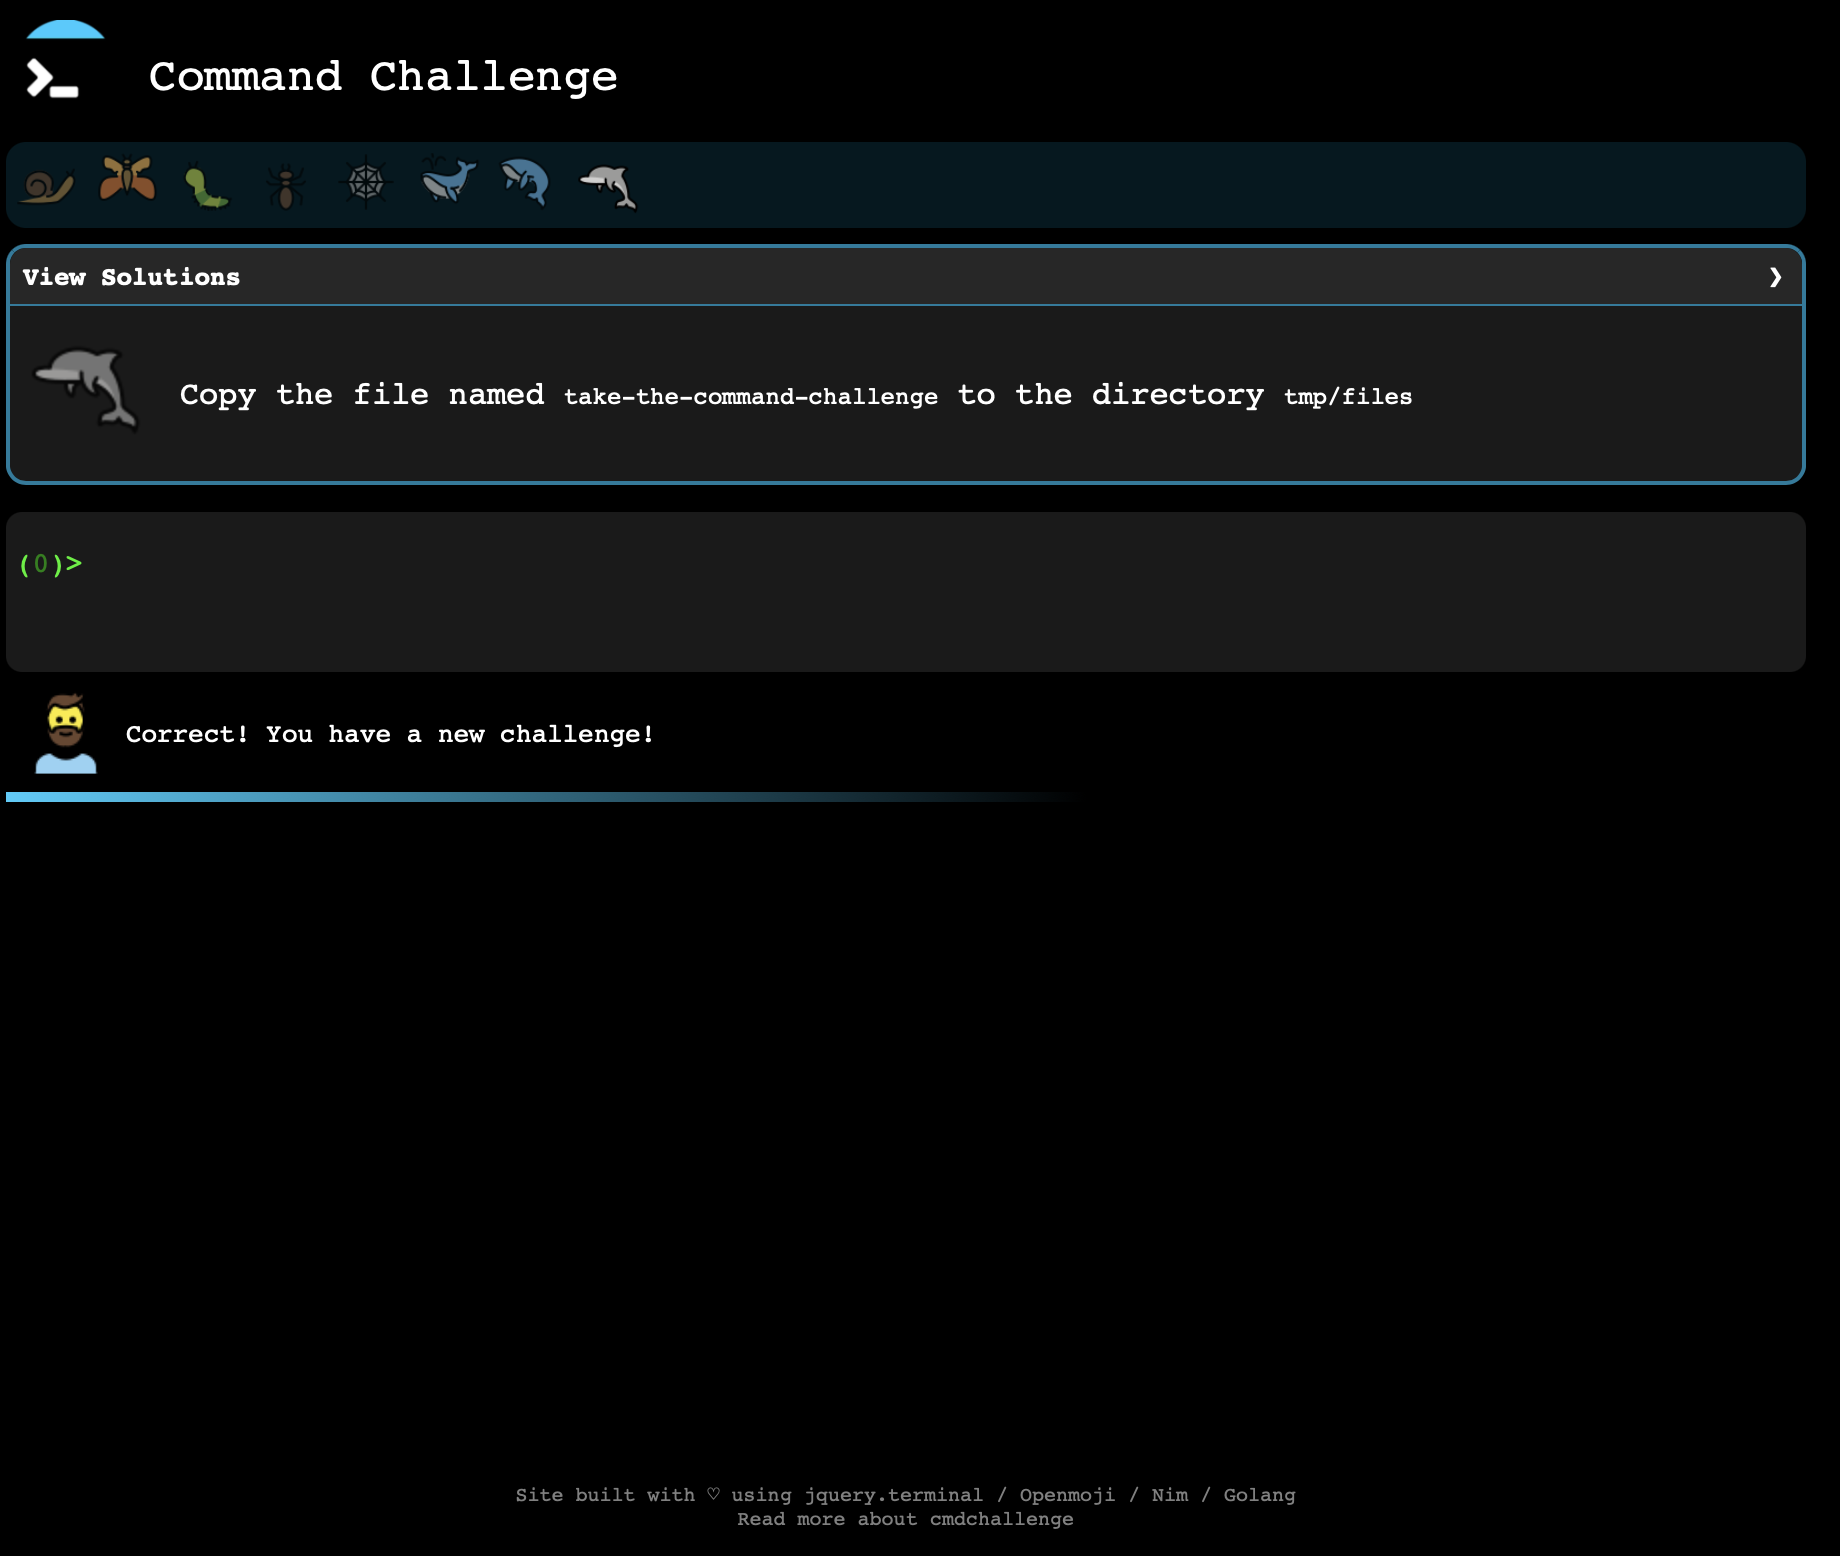 Command Challenge
View Solutions ❯
Copy the file named take-the-command-challenge to the directory tmp/files
(0)>
Correct! You have a new challenge!
Site built with ♡ using jquery.terminal / Openmoji / Nim / Golang
Read more about cmdchallenge